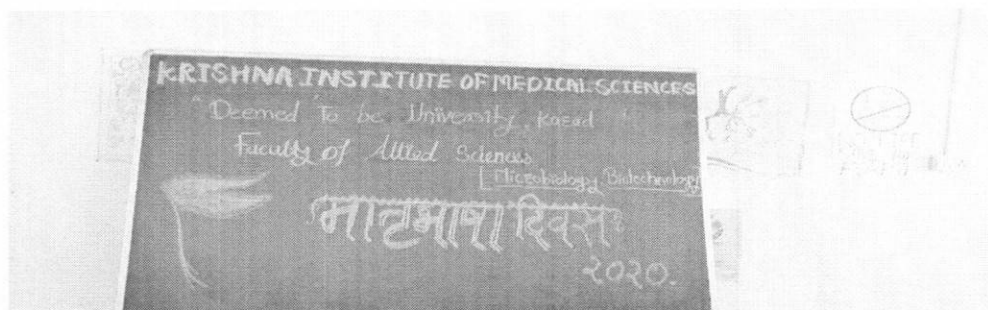 KRISHNA INSTITUTE OF MEDICAL SCIENCES
"Deemed To be University, Karad"
Faculty of Allied Sciences
[Microbiology, Biotechnology]
मातृभाषा दिवस
२०२०.